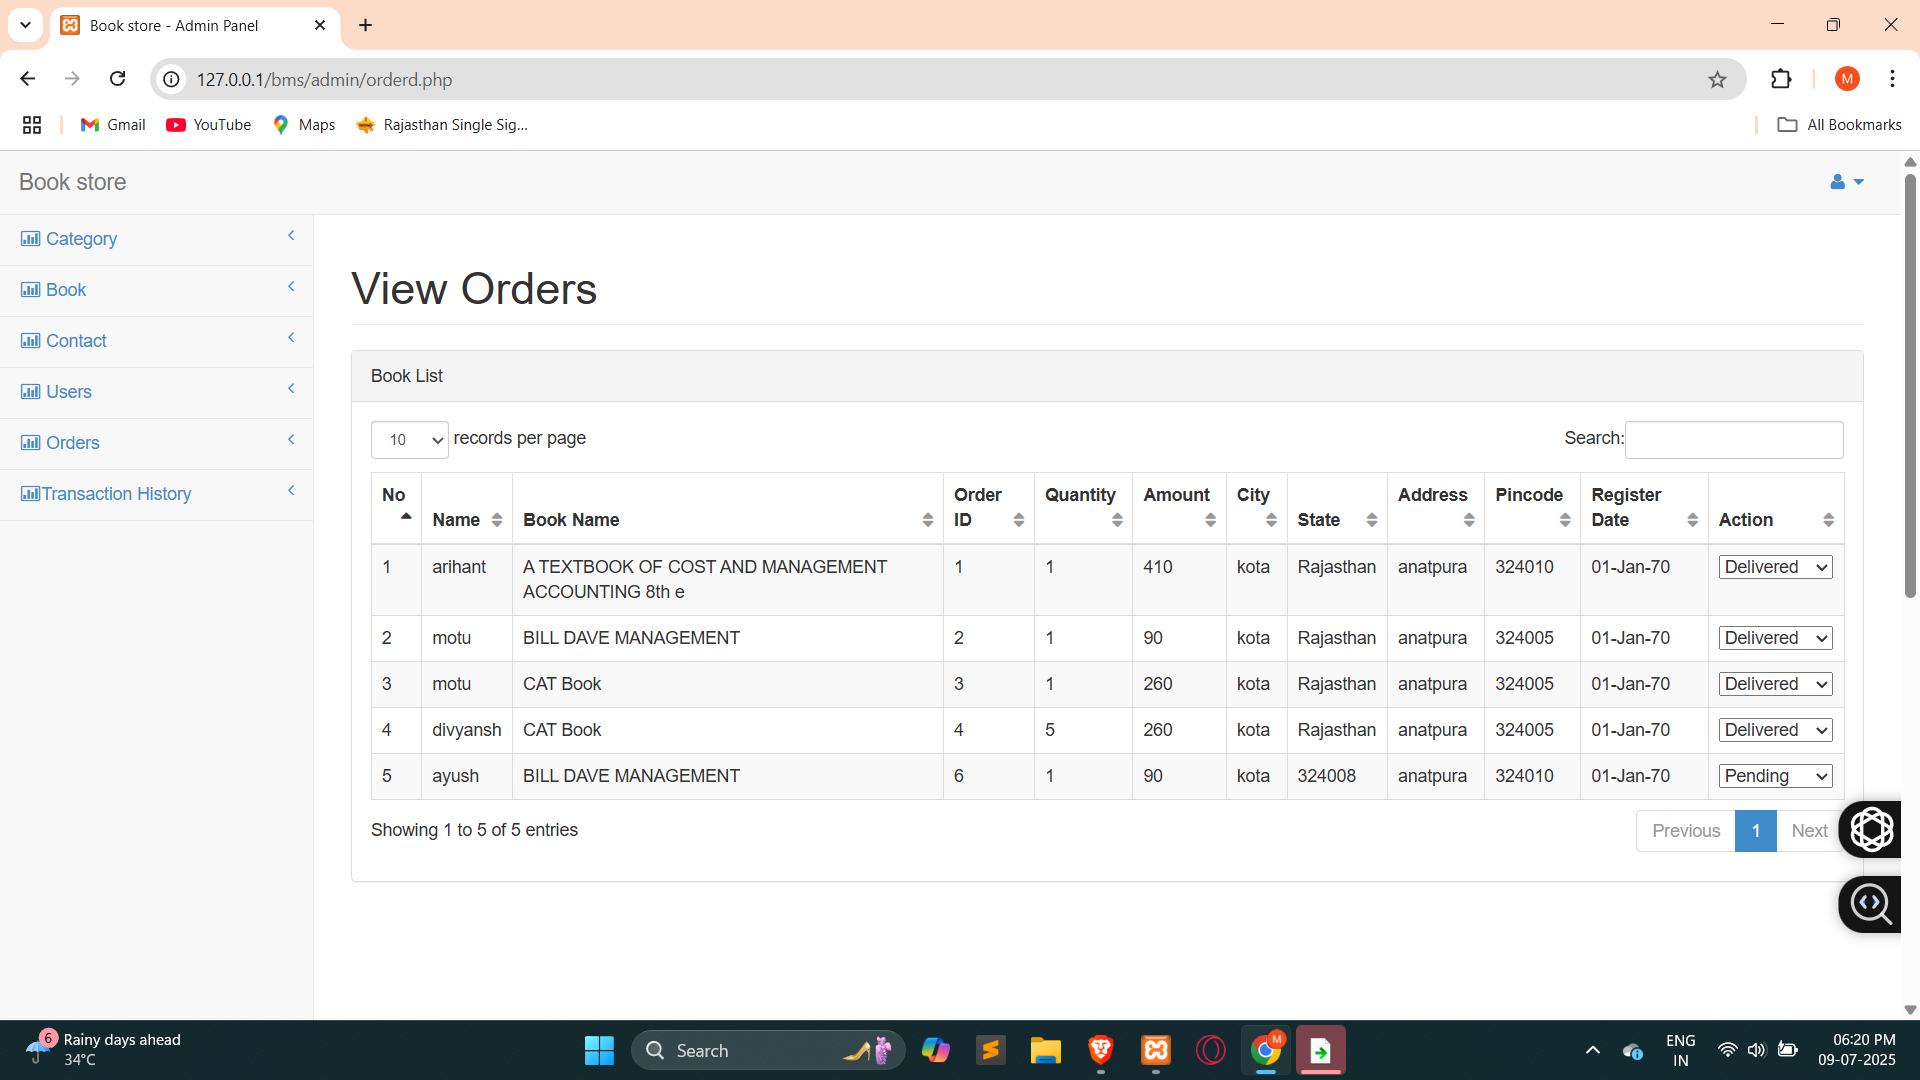 Book store - Admin Panel
127.0.0.1/bms/admin/orderd.php
M
Gmail YouTube Maps Rajasthan Single Sig... All Bookmarks
Book store
Category
Book
Contact
Users
Orders
Transaction History
View Orders
Book List
10 records per page Search:
No Name Book Name Order ID Quantity Amount City State Address Pincode Register Date Action
1 arihant A TEXTBOOK OF COST AND MANAGEMENT ACCOUNTING 8th e 1 1 410 kota Rajasthan anatpura 324010 01-Jan-70 Delivered
2 motu BILL DAVE MANAGEMENT 2 1 90 kota Rajasthan anatpura 324005 01-Jan-70 Delivered
3 motu CAT Book 3 1 260 kota Rajasthan anatpura 324005 01-Jan-70 Delivered
4 divyansh CAT Book 4 5 260 kota Rajasthan anatpura 324005 01-Jan-70 Delivered
5 ayush BILL DAVE MANAGEMENT 6 1 90 kota 324008 anatpura 324010 01-Jan-70 Pending
Showing 1 to 5 of 5 entries Previous 1 Next
6 Rainy days ahead
34°C
Search
M
ENG
IN
06:20 PM
09-07-2025